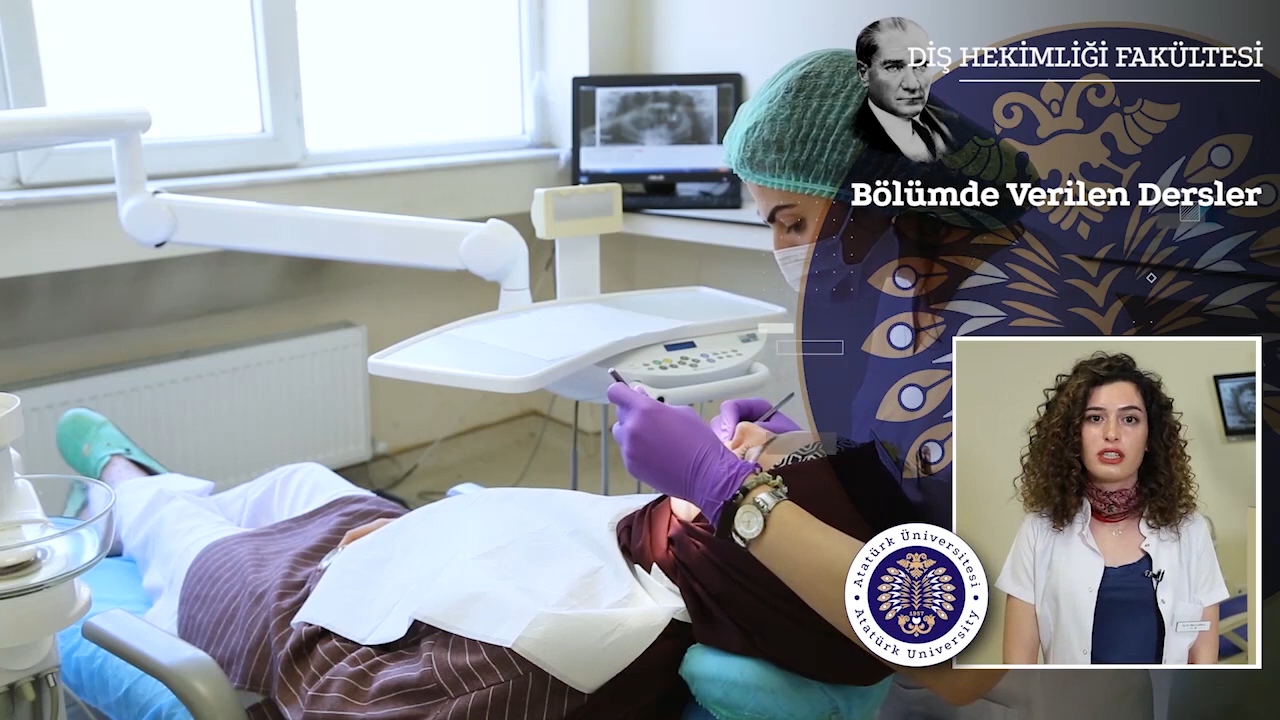 DİŞ HEKİMLİĞİ FAKÜLTESİ
Bölümde Verilen Dersler
Atatürk Üniversitesi
1957
Atatürk University